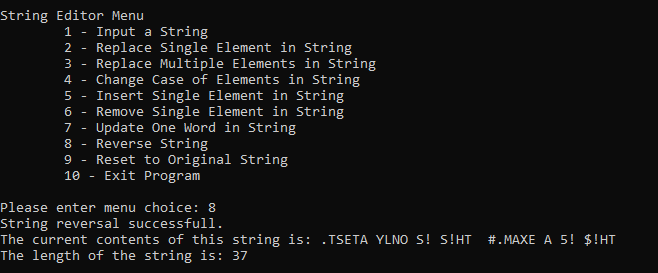 String Editor Menu
1 - Input a String
2 - Replace Single Element in String
3 - Replace Multiple Elements in String
4 - Change Case of Elements in String
5 - Insert Single Element in String
6 - Remove Single Element in String
7 - Update One Word in String
8 - Reverse String
9 - Reset to Original String
10 - Exit Program
Please enter menu choice: 8
String reversal successfull.
The current contents of this string is: .TSETA YLNO S! S!HT  #.MAXE A 5! $!HT
The length of the string is: 37